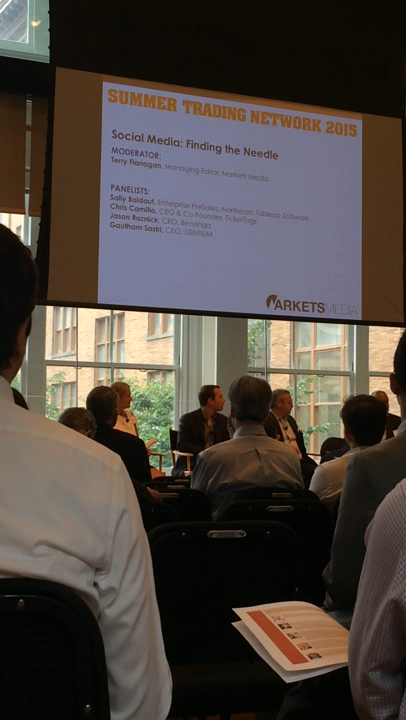 SUMMER TRADING NETWORK 2015
Social Media: Finding the Needle
MODERATOR:
Terry Flanagan, Managing Editor, Markets Media
PANELISTS:
Sally Baldauf, Enterprise PreSales, Northeast, Tableau Software
Chris Camillo, CEO & Co-Founder, TickerTags
Jason Raznick, CEO, Benzinga
Gautham Sastri, CEO, iSENTIUM
MARKETSMEDIA